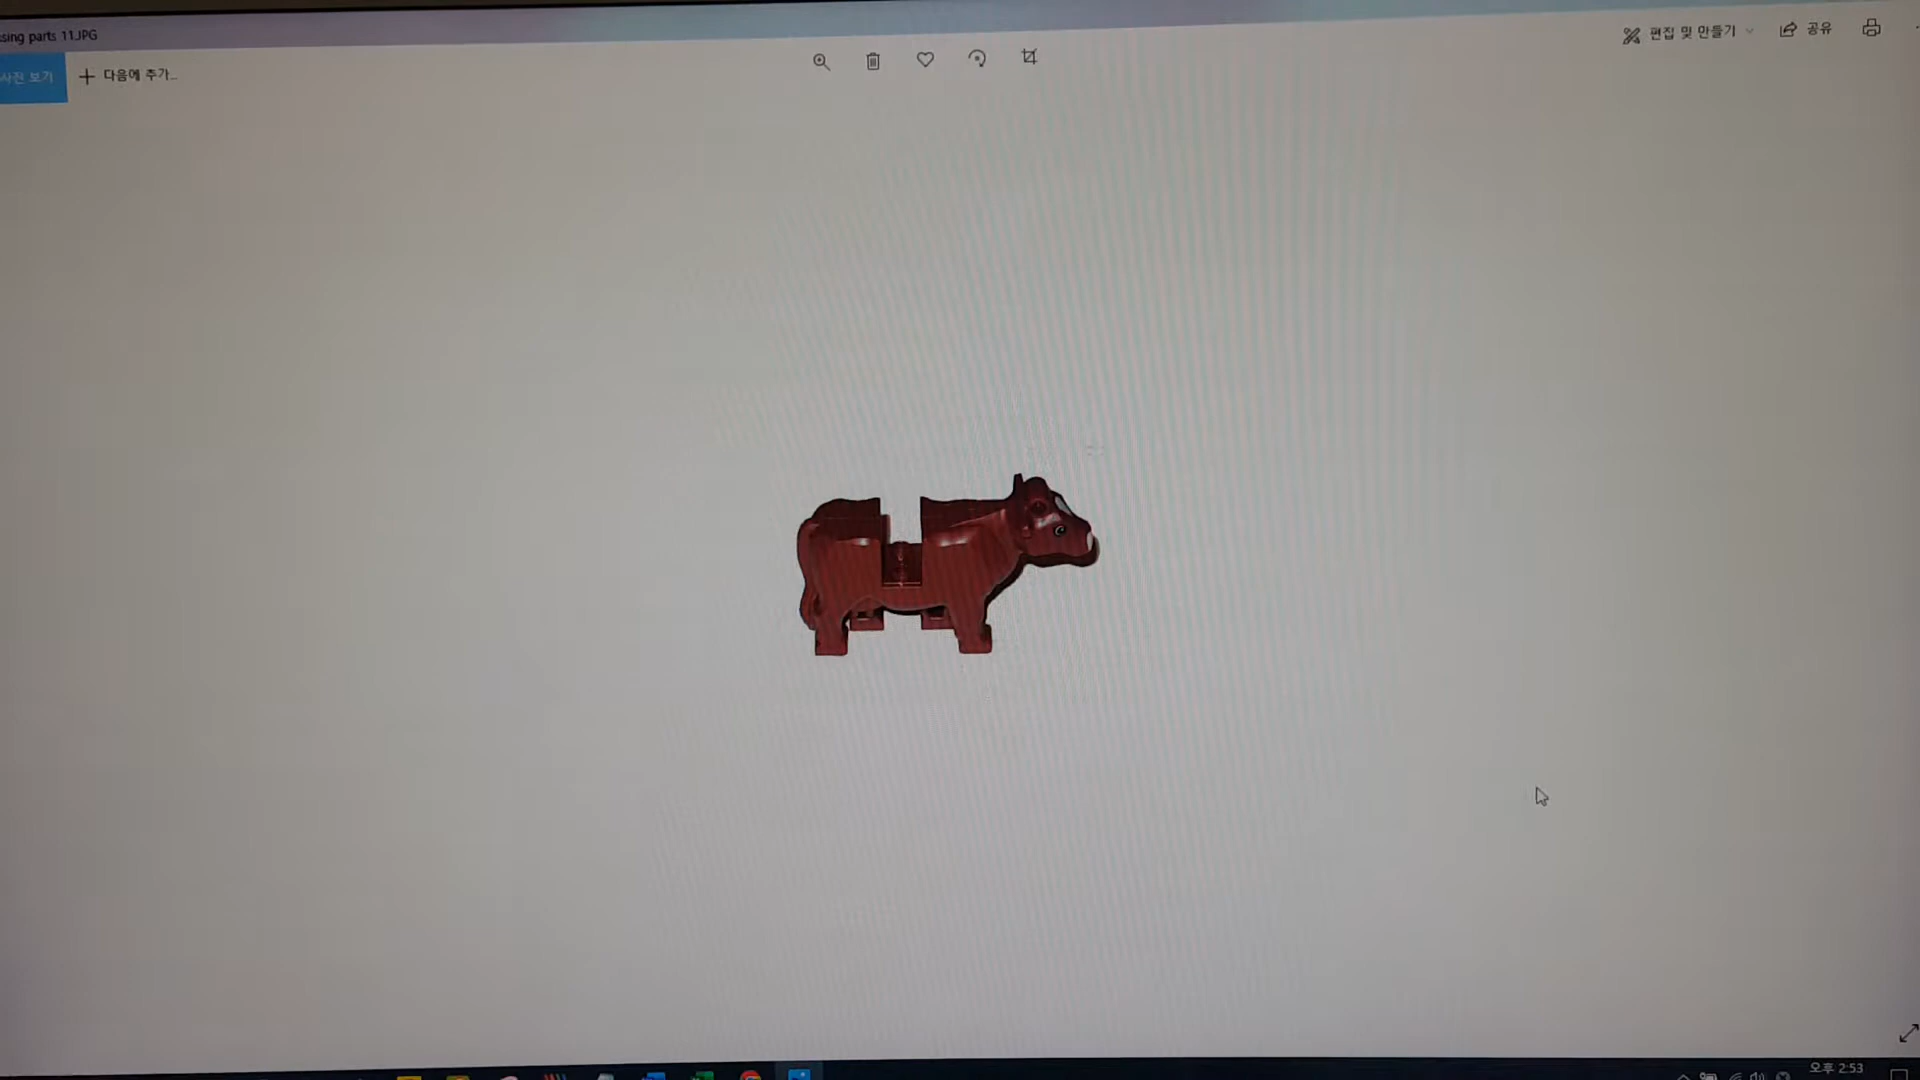 sing parts 11.JPG
사진 보기
다음에 추가...
편집 및 만들기
공유
오후 2:53